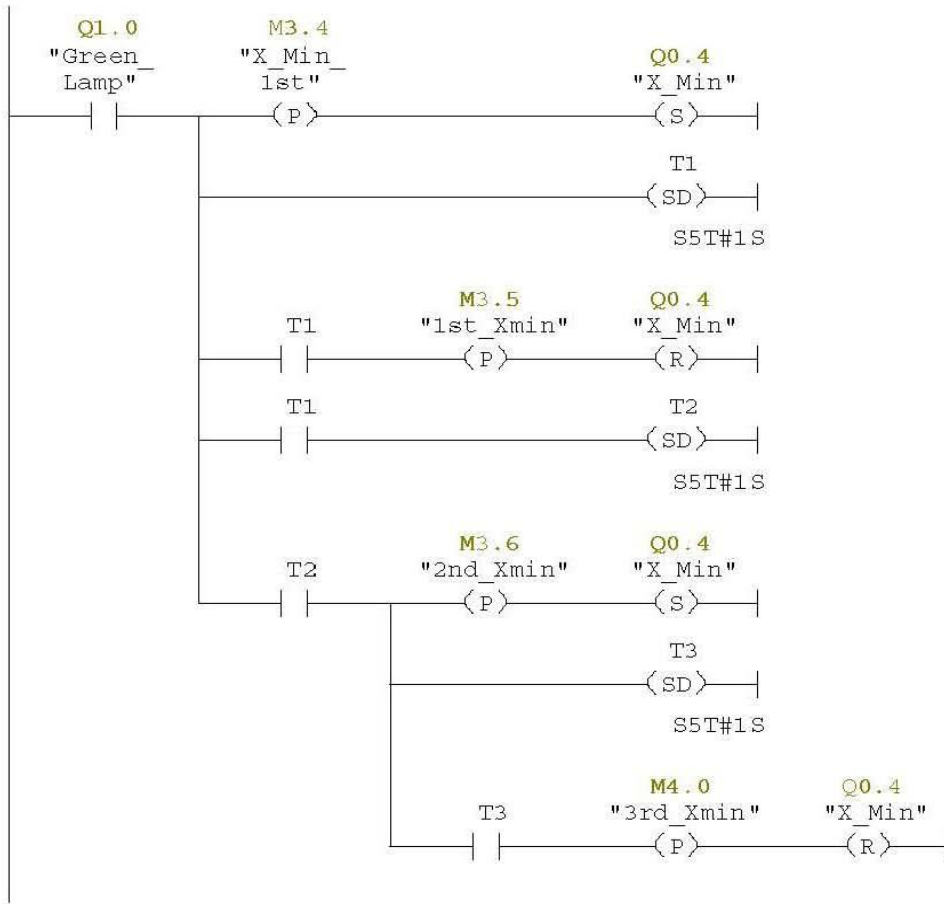 Q1.0 M3.4 Q0.4
"Green_ "X_Min_ "X_Min"
Lamp" 1st"
(P) (S)
T1
(SD)
S5T#1S
M3.5 Q0.4
T1 "1st_Xmin" "X_Min"
(P) (R)
T1 T2
(SD)
S5T#1S
M3.6 Q0.4
T2 "2nd_Xmin" "X_Min"
(P) (S)
T3
(SD)
S5T#1S
M4.0 Q0.4
T3 "3rd_Xmin" "X_Min"
(P) (R)